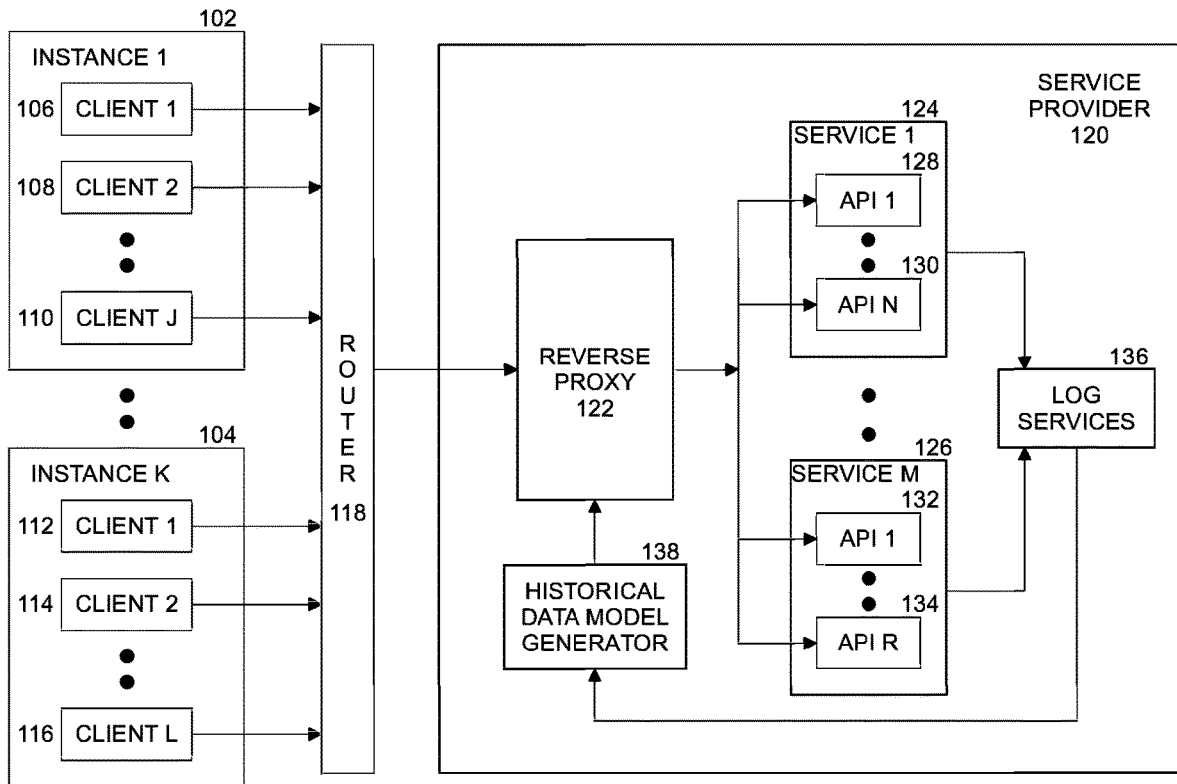 102
INSTANCE 1
106 CLIENT 1
108 CLIENT 2
110 CLIENT J
104
INSTANCE K
112 CLIENT 1
114 CLIENT 2
116 CLIENT L
ROUTER
118
SERVICE
PROVIDER
120
REVERSE
PROXY
122
138
HISTORICAL
DATA MODEL
GENERATOR
124
SERVICE 1
128
API 1
130
API N
126
SERVICE M
132
API 1
134
API R
136
LOG
SERVICES